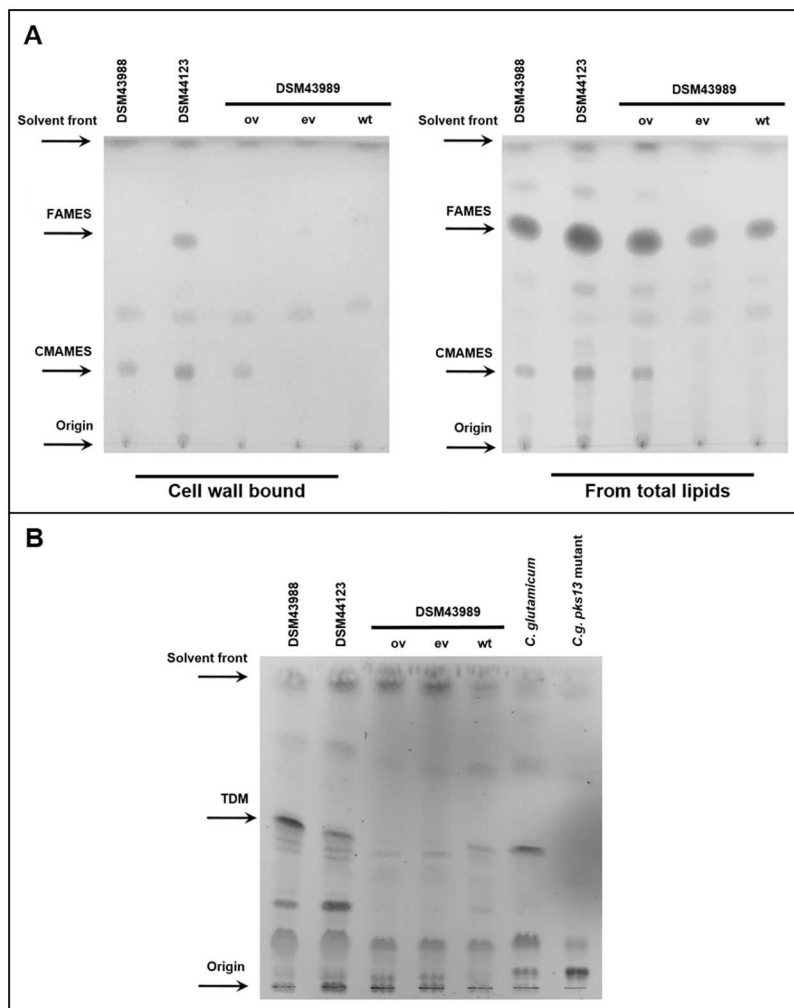 A
DSM43988
DSM44123
DSM43989
ov ev wt
Solvent front
FAMES
CMAMES
Origin
Cell wall bound
DSM43988
DSM44123
DSM43989
ov ev wt
Solvent front
FAMES
CMAMES
Origin
From total lipids
B
DSM43988
DSM44123
DSM43989
ov ev wt
C. glutamicum
C.g. pks13 mutant
Solvent front
TDM
Origin